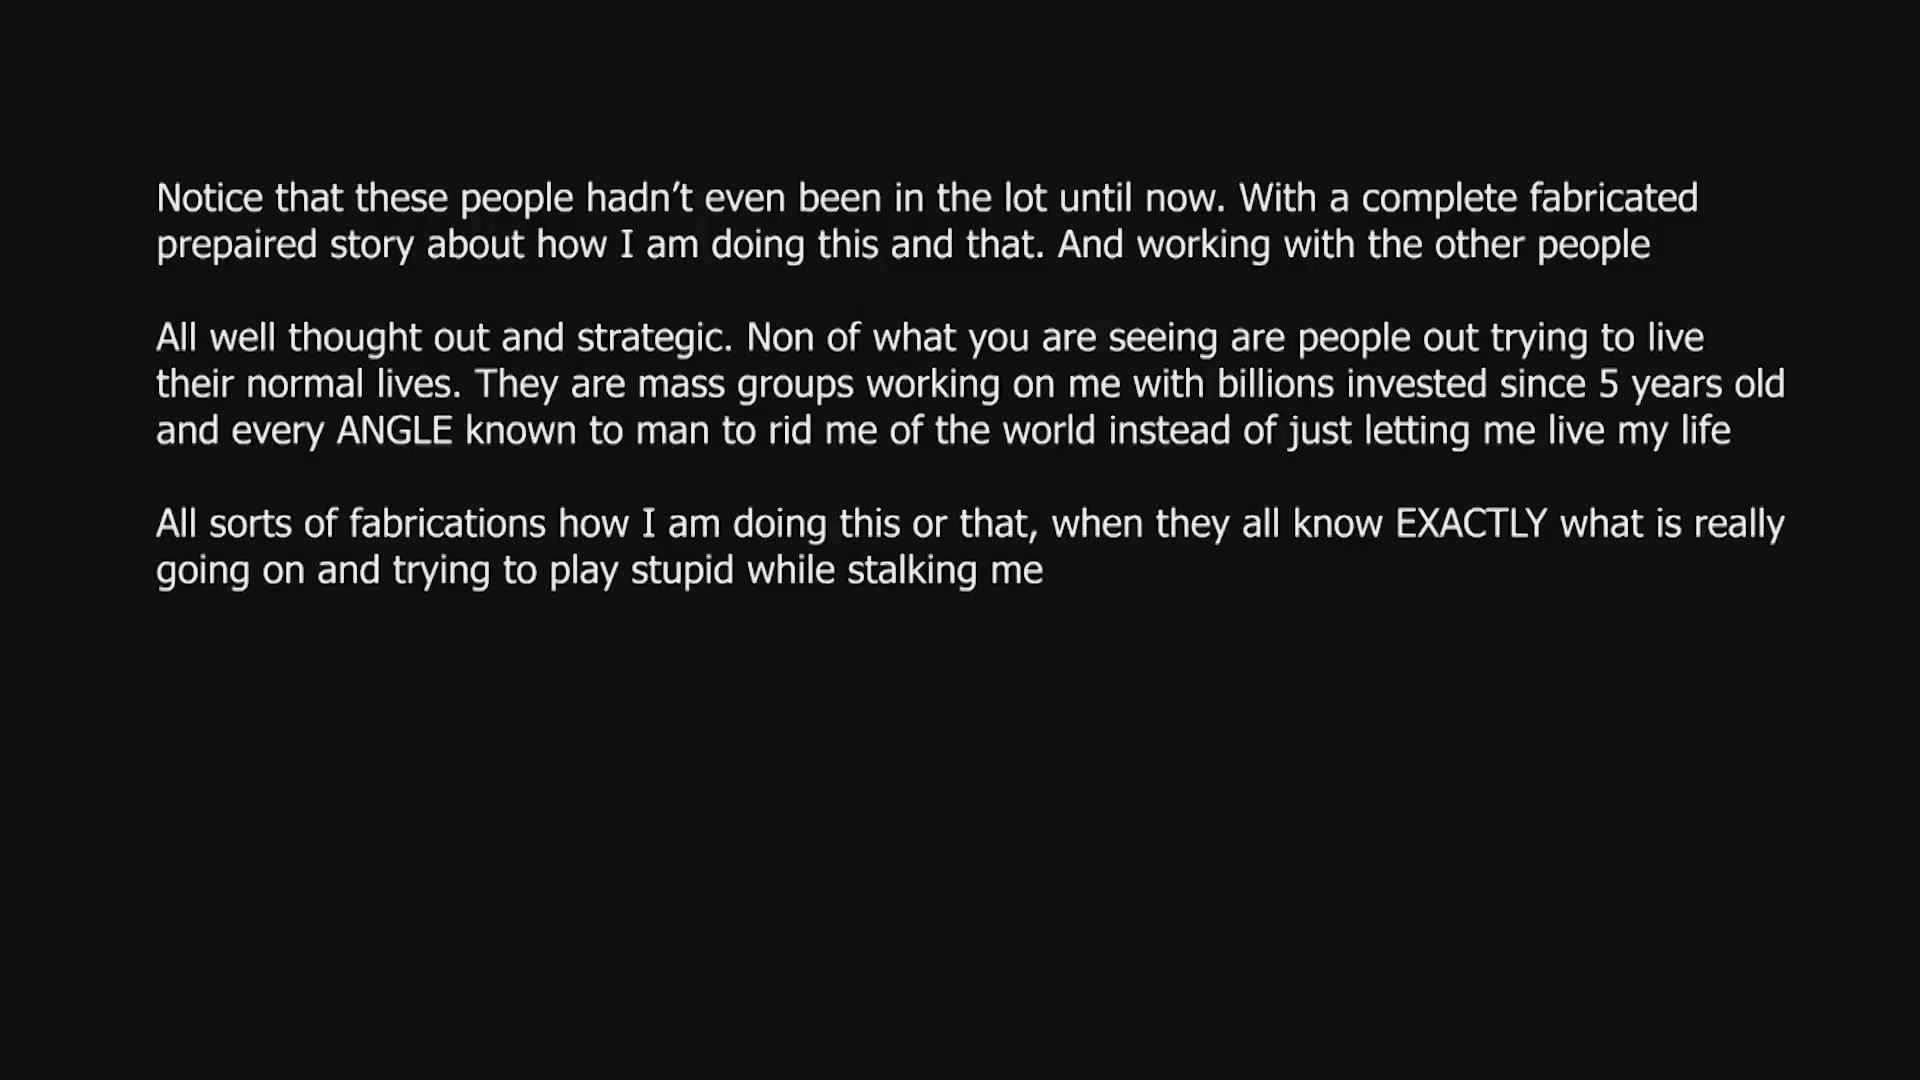 Notice that these people hadn’t even been in the lot until now. With a complete fabricated
prepaired story about how I am doing this and that. And working with the other people
All well thought out and strategic. Non of what you are seeing are people out trying to live
their normal lives. They are mass groups working on me with billions invested since 5 years old
and every ANGLE known to man to rid me of the world instead of just letting me live my life
All sorts of fabrications how I am doing this or that, when they all know EXACTLY what is really
going on and trying to play stupid while stalking me